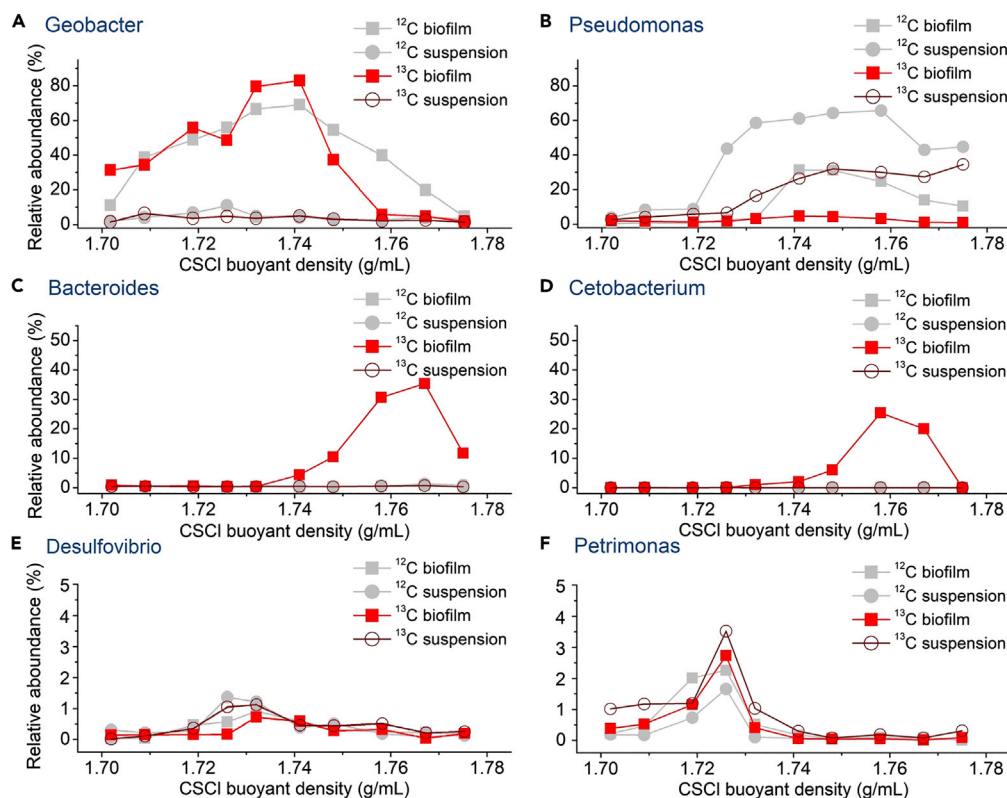 A Geobacter
¹²C biofilm
¹²C suspension
¹³C biofilm
¹³C suspension
Relative aboundance (%)
80
60
40
20
0
1.70 1.72 1.74 1.76 1.78
CSCl buoyant density (g/mL)
B Pseudomonas
¹²C biofilm
¹²C suspension
¹³C biofilm
¹³C suspension
80
60
40
20
0
1.70 1.72 1.74 1.76 1.78
CSCl buoyant density (g/mL)
C Bacteroides
¹²C biofilm
¹²C suspension
¹³C biofilm
¹³C suspension
Relative aboundance (%)
50
40
30
20
10
0
1.70 1.72 1.74 1.76 1.78
CSCl buoyant density (g/mL)
D Cetobacterium
¹²C biofilm
¹²C suspension
¹³C biofilm
¹³C suspension
50
40
30
20
10
0
1.70 1.72 1.74 1.76 1.78
CSCl buoyant density (g/mL)
E Desulfovibrio
¹²C biofilm
¹²C suspension
¹³C biofilm
¹³C suspension
Relative aboundance (%)
5
4
3
2
1
0
1.70 1.72 1.74 1.76 1.78
CSCl buoyant density (g/mL)
F Petrimonas
¹²C biofilm
¹²C suspension
¹³C biofilm
¹³C suspension
5
4
3
2
1
0
1.70 1.72 1.74 1.76 1.78
CSCl buoyant density (g/mL)